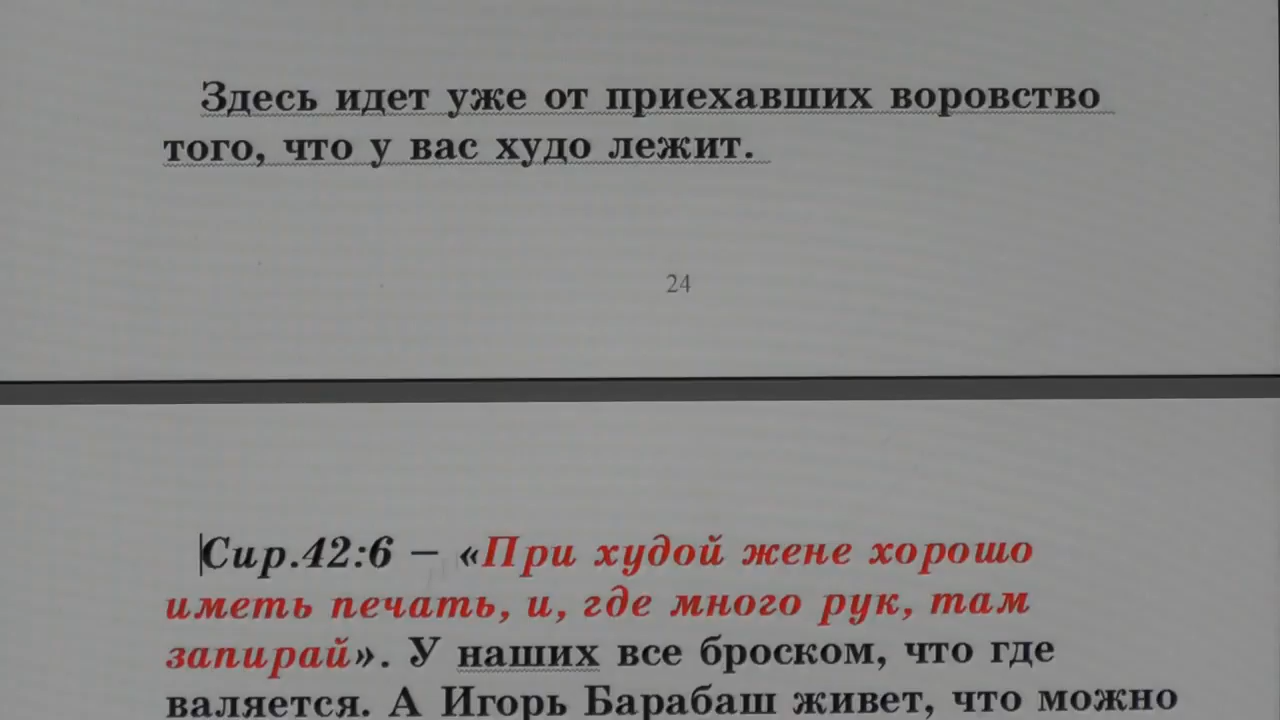 Здесь идет уже от приехавших воровство
того, что у вас худо лежит.
24
Сир.42:6 – «При худой жене хорошо
иметь печать, и, где много рук, там
запирай». У наших все броском, что где
валяется. А Игорь Барабаш живет, что можно